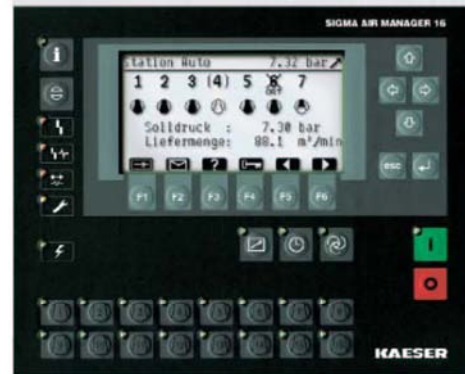 SIGMA AIR MANAGER 16
Station Auto 7.32 bar
1 2 3 (4) 5 6 7
Solldruck : 7.30 bar
Liefermenge: 88.1 m³/min
?
esc
F1 F2 F3 F4 F5 F6
KAESER